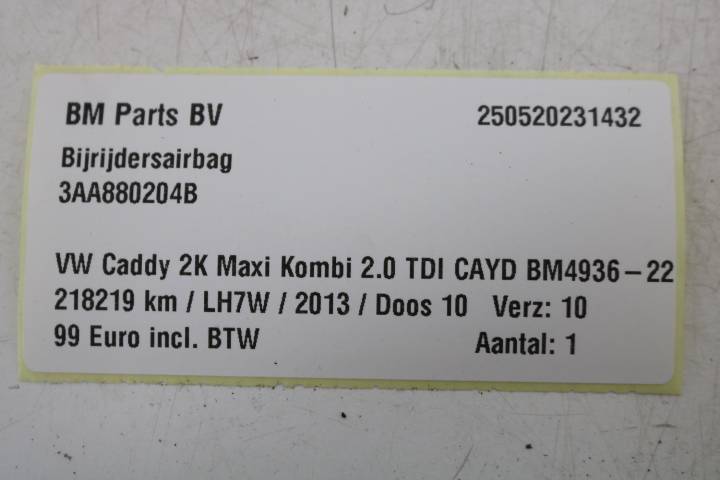 BM Parts BV 250520231432
Bijrijdersairbag
3AA880204B
VW Caddy 2K Maxi Kombi 2.0 TDI CAYD BM4936-22
218219 km / LH7W / 2013 / Doos 10 Verz: 10
99 Euro incl. BTW Aantal: 1